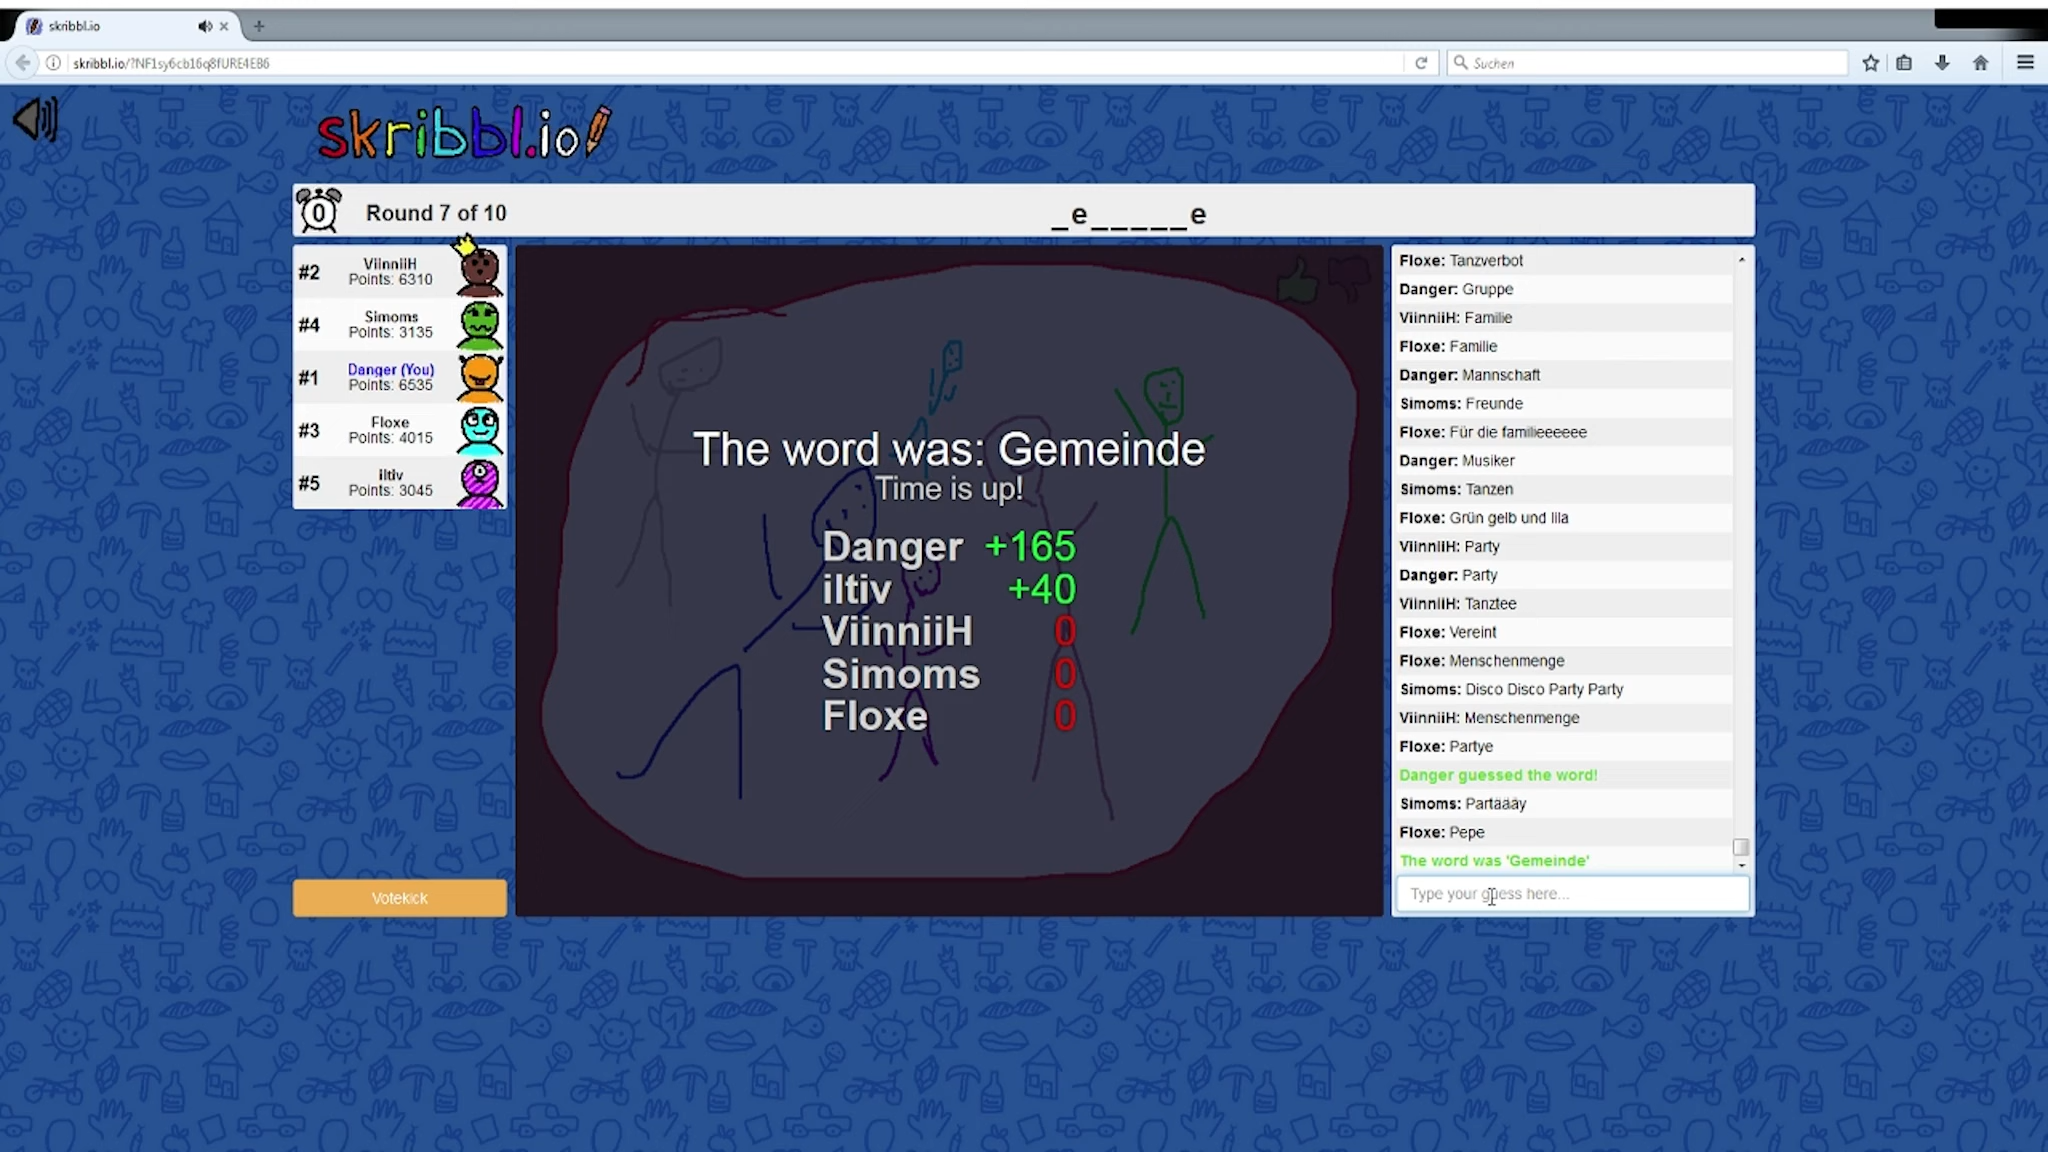 skribbl.io
skribbl.io/?NF1sy6cb16q8fURE4EB6
Suchen
skribbl.io
0
Round 7 of 10
_e_____e
#2
ViinniiH
Points: 6310
#4
Simoms
Points: 3135
#1
Danger (You)
Points: 6535
#3
Floxe
Points: 4015
#5
iltiv
Points: 3045
Votekick
The word was: Gemeinde
Time is up!
Danger +165
iltiv +40
ViinniiH 0
Simoms 0
Floxe 0
Floxe: Tanzverbot
Danger: Gruppe
ViinniiH: Familie
Floxe: Familie
Danger: Mannschaft
Simoms: Freunde
Floxe: Für die familieeeeee
Danger: Musiker
Simoms: Tanzen
Floxe: Grün gelb und lila
ViinniiH: Party
Danger: Party
ViinniiH: Tanztee
Floxe: Vereint
Floxe: Menschenmenge
Simoms: Disco Disco Party Party
ViinniiH: Menschenmenge
Floxe: Partye
Danger guessed the word!
Simoms: Partäääy
Floxe: Pepe
The word was 'Gemeinde'
Type your guess here...